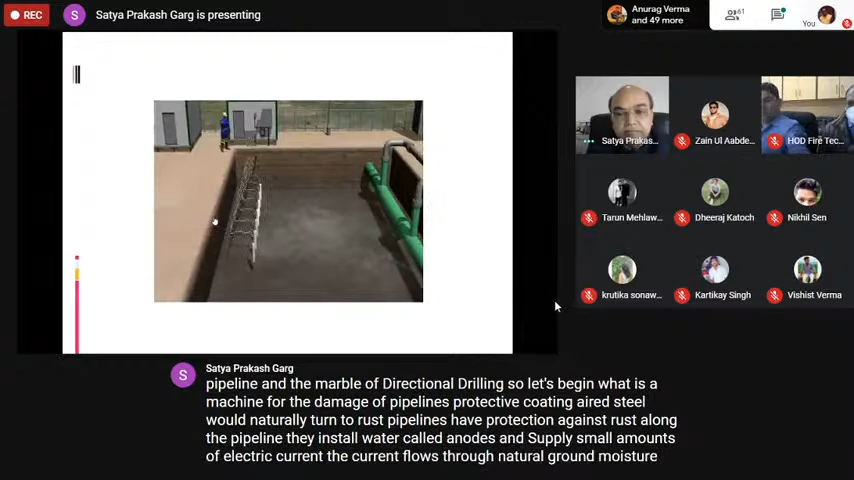 REC
S
Satya Prakash Garg is presenting
Anurag Verma
and 49 more
61
You
Satya Prakas...
Zain Ul Aabde...
HOD Fire Tec...
Tarun Mehlaw...
Dheeraj Katoch
Nikhil Sen
krutika sonaw...
Kartikay Singh
Vishist Verma
S
Satya Prakash Garg
pipeline and the marble of Directional Drilling so let's begin what is a
machine for the damage of pipelines protective coating aired steel
would naturally turn to rust pipelines have protection against rust along
the pipeline they install water called anodes and Supply small amounts
of electric current the current flows through natural ground moisture